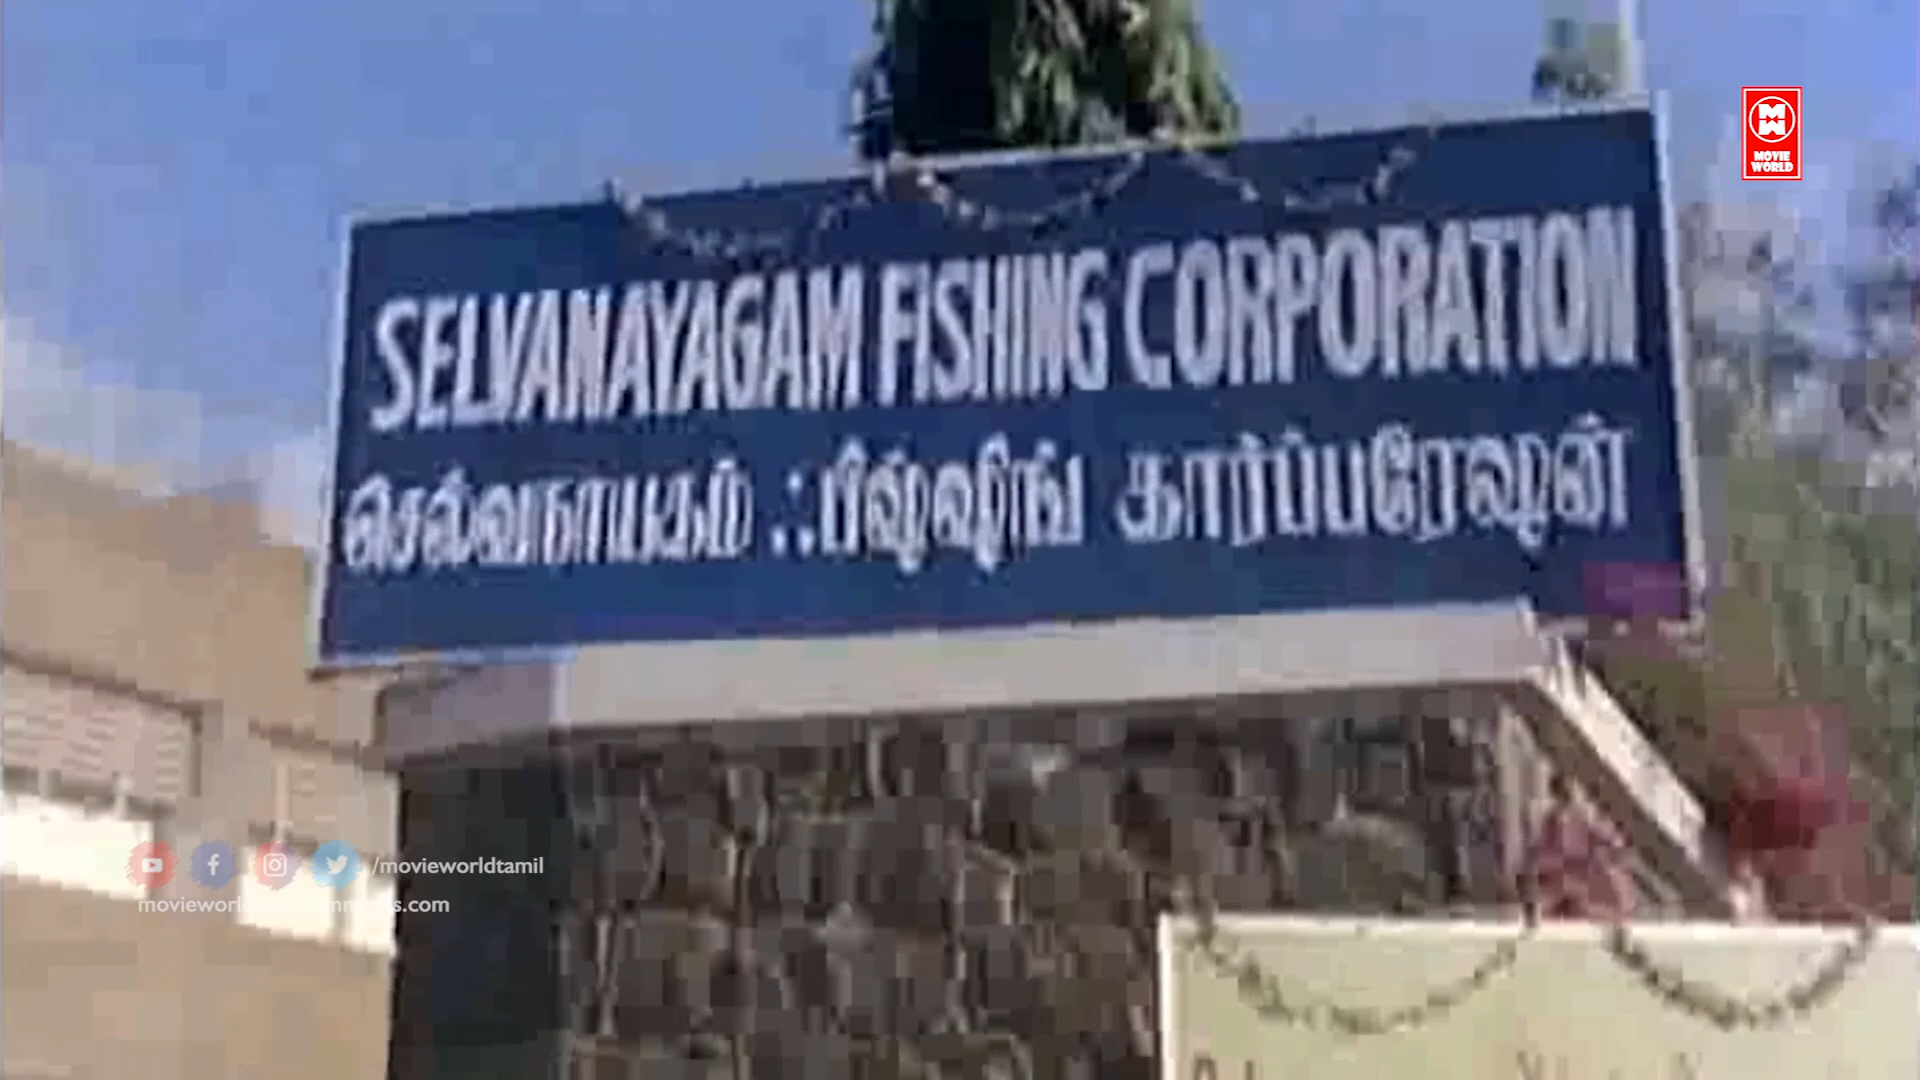 MOVIE
WORLD
SELVANAYAGAM FISHING CORPORATION
செல்வநாயகம் ஃபிஷ்ஷிங் கார்ப்பரேஷன்
/movieworldtamil